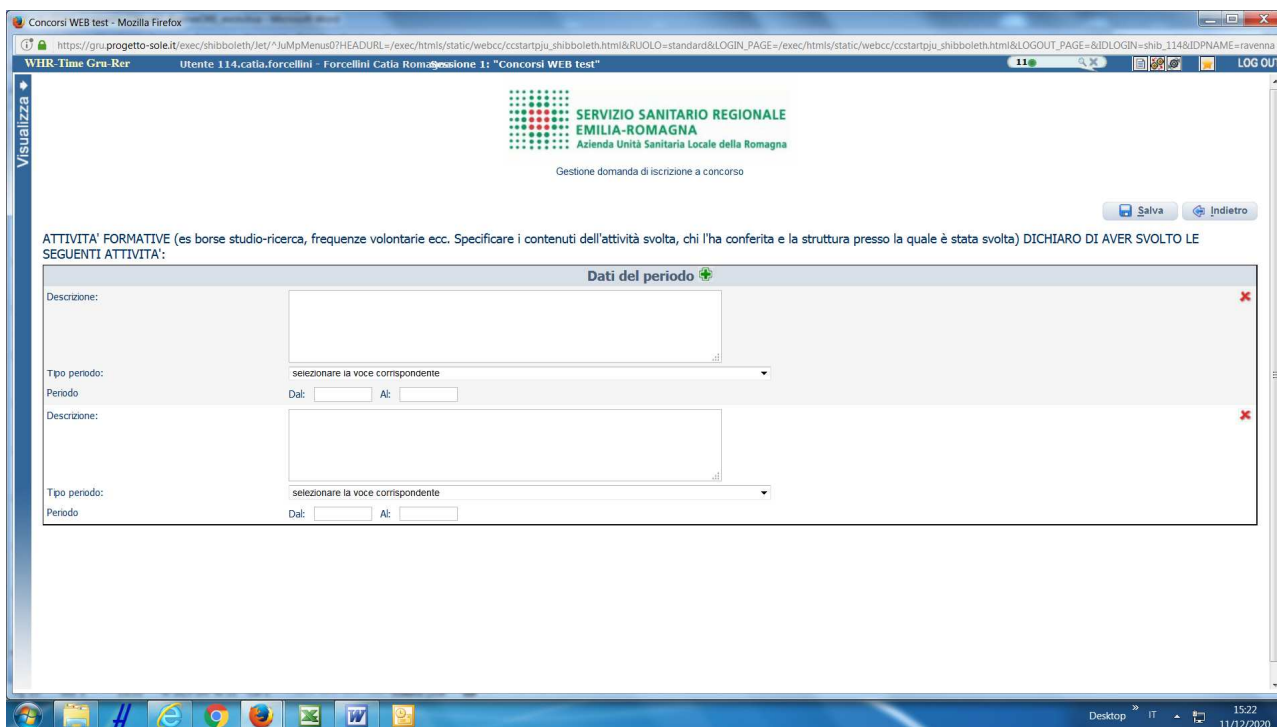 Concorsi WEB test - Mozilla Firefox
https://gru.progetto-sole.it/exec/shibboleth/Jet/^JuMpMenus0?HEADURL=/exec/htmls/static/webcc/ccstartpju_shibboleth.html&RUOLO=standard&LOGIN_PAGE=/exec/htmls/static/webcc/ccstartpju_shibboleth.html&LOGOUT_PAGE=&IDLOGIN=shib_114&IDPNAME=ravenna
WHR-Time Gru-Rer Utente 114.catia.forcellini - Forcellini Catia Sessione 1: "Concorsi WEB test" 11 LOG OUT
Visualizza
SERVIZIO SANITARIO REGIONALE
EMILIA-ROMAGNA
Azienda Unità Sanitaria Locale della Romagna
Gestione domanda di iscrizione a concorso
Salva Indietro
ATTIVITA' FORMATIVE (es borse studio-ricerca, frequenze volontarie ecc. Specificare i contenuti dell'attività svolta, chi l'ha conferita e la struttura presso la quale è stata svolta) DICHIARO DI AVER SVOLTO LE
SEGUENTI ATTIVITA':
Dati del periodo
Descrizione:
Tipo periodo: selezionare la voce corrispondente
Periodo Dal: Al:
Descrizione:
Tipo periodo: selezionare la voce corrispondente
Periodo Dal: Al:
Desktop » IT 15:22
11/12/2020